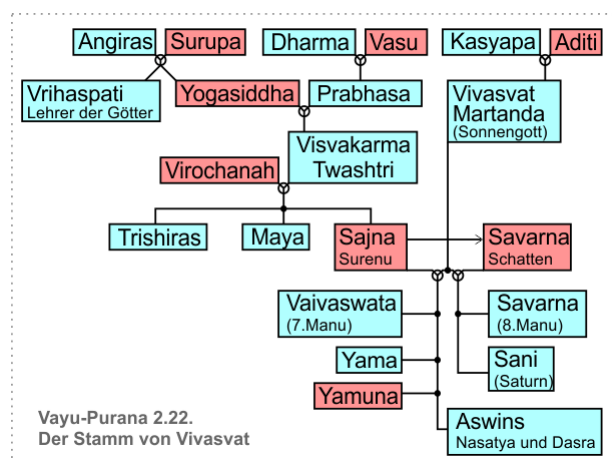 Angiras Surupa Dharma Vasu Kasyapa Aditi
Vrihaspati
Lehrer der Götter
Yogasiddha Prabhasa
Vivasvat
Martanda
(Sonnengott)
Visvakarma
Twashtri
Virochanah
Trishiras Maya
Sajna
Surenu
Savarna
Schatten
Vaivaswata
(7.Manu)
Savarna
(8.Manu)
Yama
Sani
(Saturn)
Yamuna
Aswins
Nasatya und Dasra
Vayu-Purana 2.22.
Der Stamm von Vivasvat